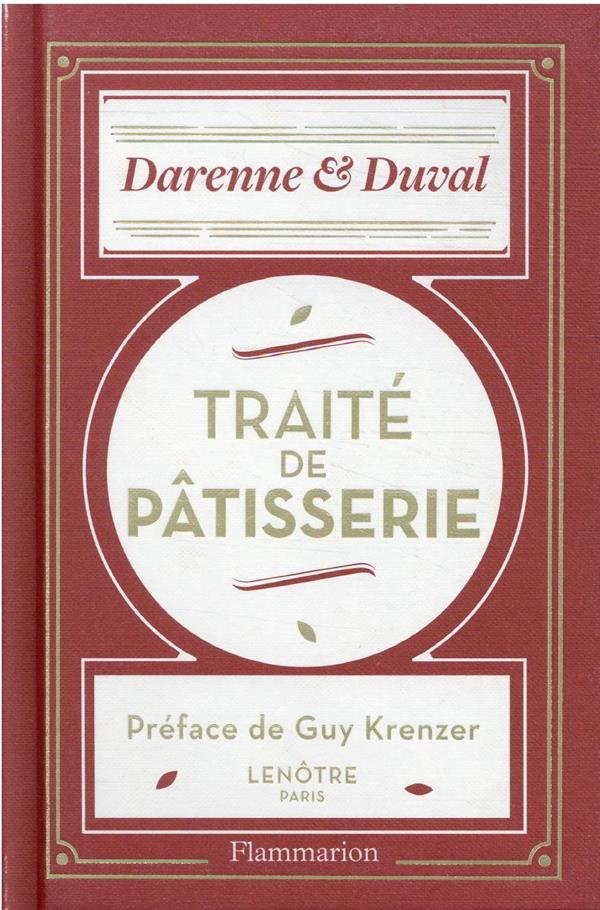 Darenne & Duval
TRAITÉ
DE
PÂTISSERIE
Préface de Guy Krenzer
LENÔTRE
PARIS
Flammarion